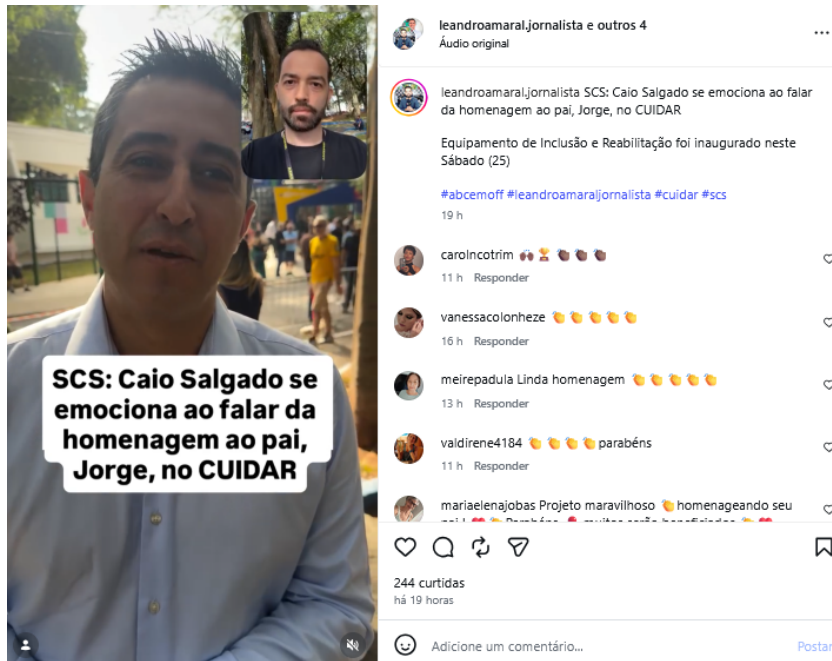 SCS: Caio Salgado se
emociona ao falar da
homenagem ao pai,
Jorge, no CUIDAR
leandroamaral.jornalista e outros 4
Áudio original
leandroamaral.jornalista SCS: Caio Salgado se emociona ao falar
da homenagem ao pai, Jorge, no CUIDAR
Equipamento de Inclusão e Reabilitação foi inaugurado neste
Sábado (25)
#abcemoff #leandroamaraljornalista #cuidar #scs
19 h
carolncotrim 🙌🏿 🏆 👏🏿 👏🏿 👏🏿
11 h Responder
vanessacolonheze 👏 👏 👏 👏 👏
16 h Responder
meirepadula Linda homenagem 👏 👏 👏 👏 👏
13 h Responder
valdirene4184 👏 👏 👏 👏 parabéns
11 h Responder
mariaelenajobas Projeto maravilhoso 👏 homenageando seu
244 curtidas
há 19 horas
Adicione um comentário...
Postar